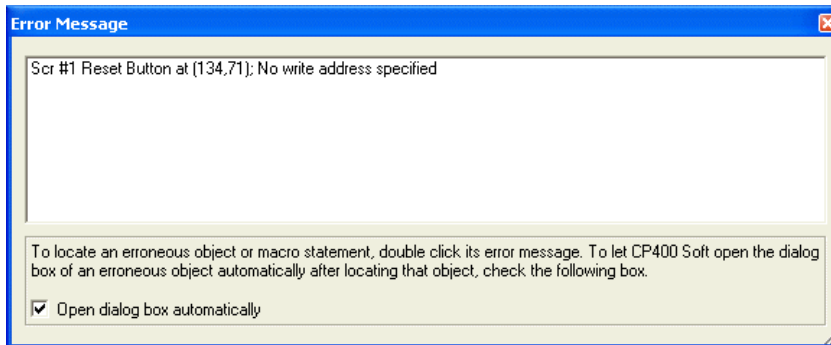 Error Message
Scr #1 Reset Button at (134,71); No write address specified
To locate an erroneous object or macro statement, double click its error message. To let CP400 Soft open the dialog
box of an erroneous object automatically after locating that object, check the following box.
Open dialog box automatically